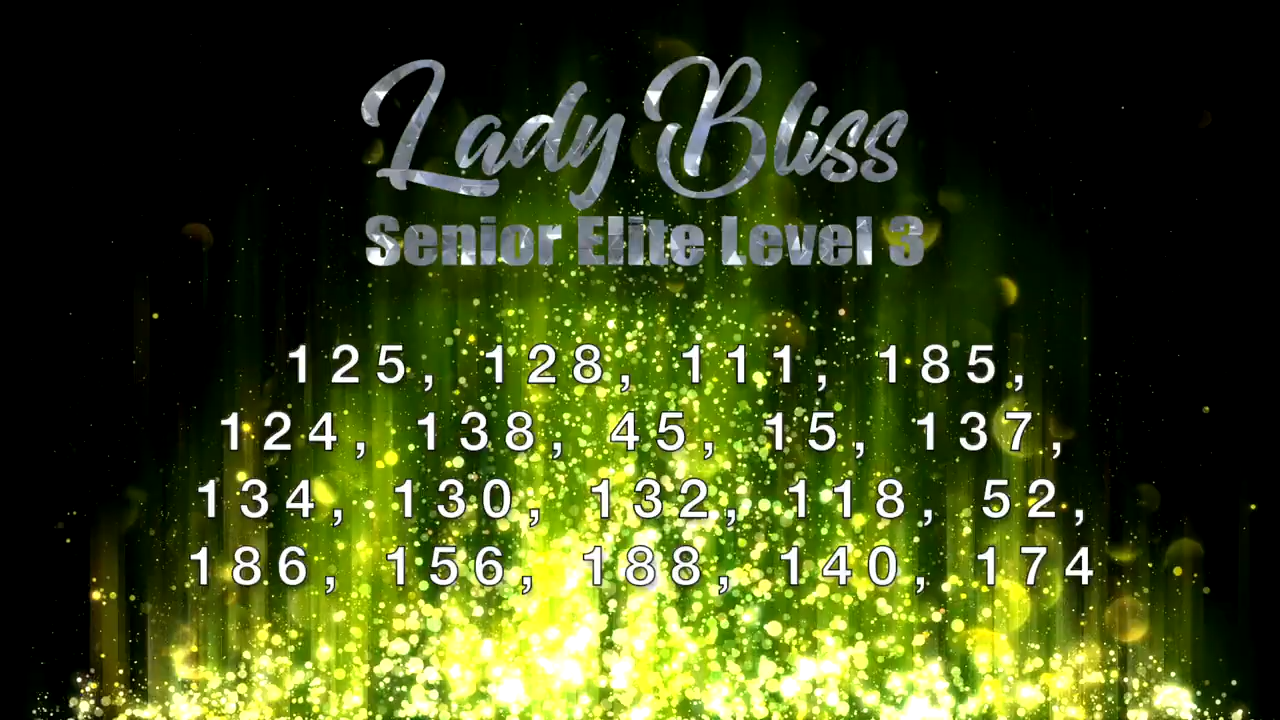 Lady Bliss
Senior Elite Level 3
125, 128, 111, 185,
124, 138, 45, 15, 137,
134, 130, 132, 118, 52,
186, 156, 188, 140, 174